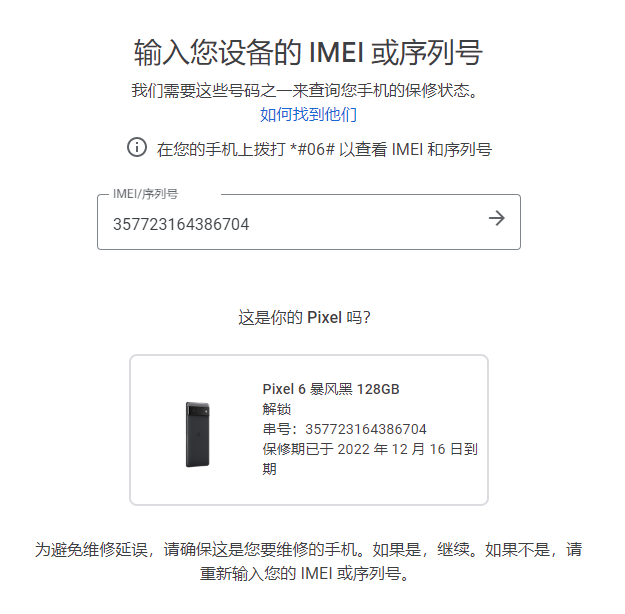 输入您设备的 IMEI 或序列号
我们需要这些号码之一来查询您手机的保修状态。
如何找到他们
在您的手机上拨打 *#06# 以查看 IMEI 和序列号
IMEI/序列号
357723164386704
这是你的 Pixel 吗?
Pixel 6 暴风黑 128GB
解锁
串号：357723164386704
保修期已于 2022 年 12 月 16 日到
期
为避免维修延误，请确保这是您要维修的手机。如果是，继续。如果不是，请
重新输入您的 IMEI 或序列号。